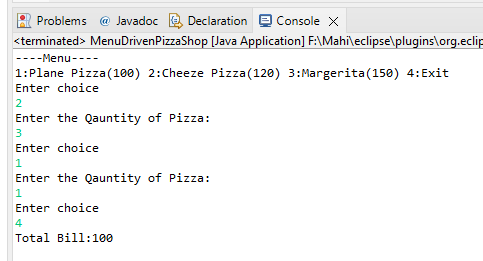 Problems @ Javadoc Declaration Console
<terminated> MenuDrivenPizzaShop [Java Application] F:\Mahi\eclipse\plugins\org.eclip
----Menu----
1:Plane Pizza(100) 2:Cheeze Pizza(120) 3:Margerita(150) 4:Exit
Enter choice
2
Enter the Qauntity of Pizza:
3
Enter choice
1
Enter the Qauntity of Pizza:
1
Enter choice
4
Total Bill:100